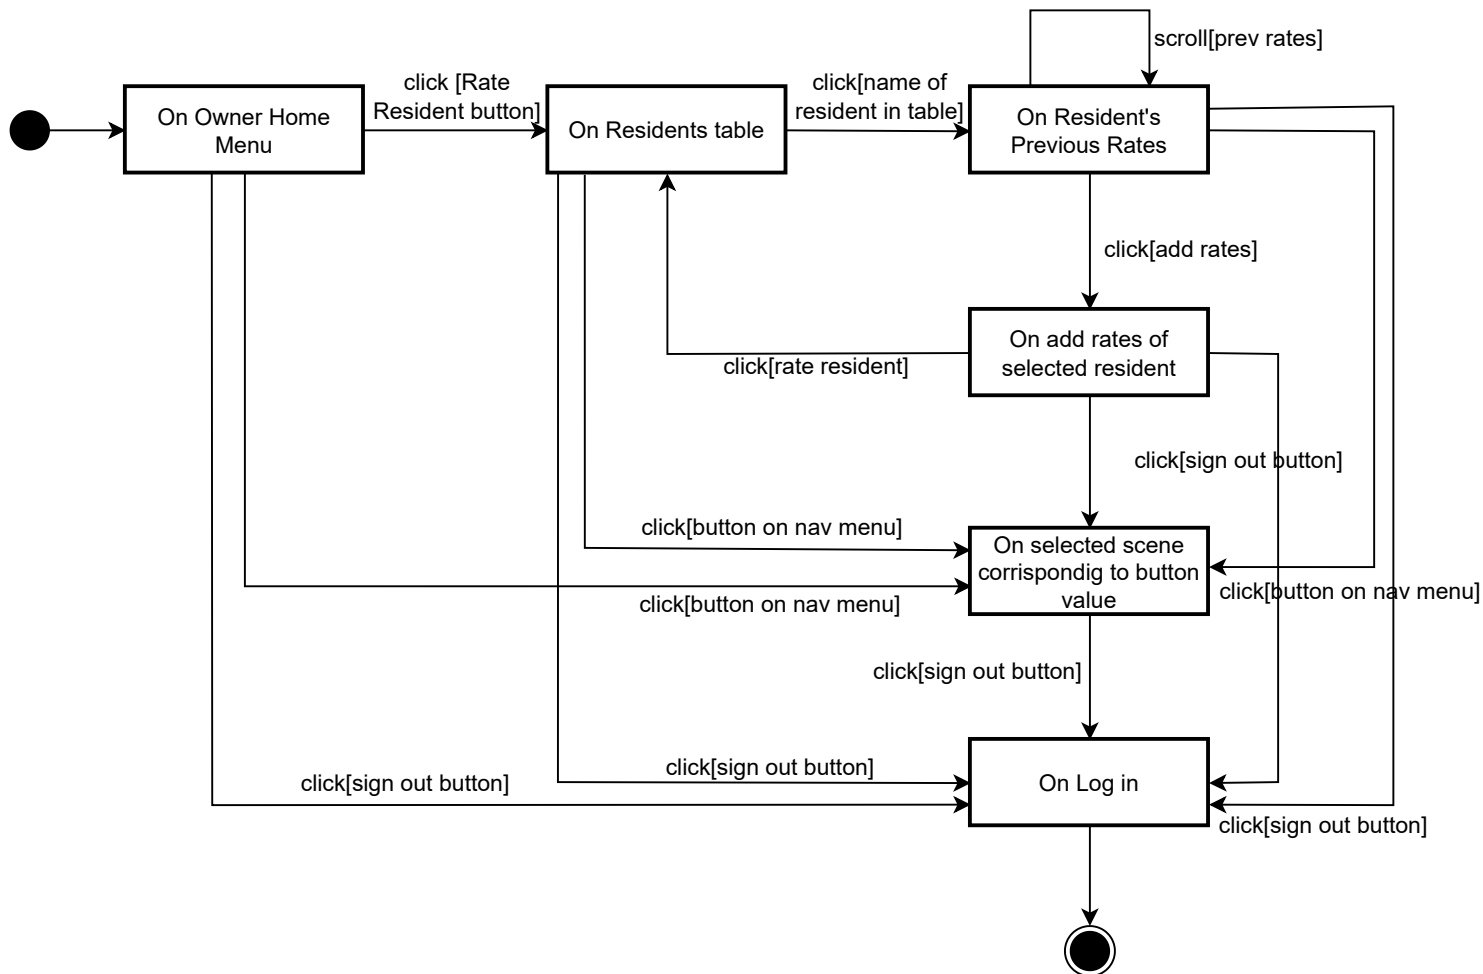 scroll[prev rates]
click [Rate
Resident button]
click[name of
resident in table]
On Owner Home
Menu
On Residents table
On Resident's
Previous Rates
click[add rates]
On add rates of
selected resident
click[rate resident]
click[sign out button]
click[button on nav menu]
On selected scene
corrispondig to button
value
click[button on nav menu]
click[button on nav menu]
click[sign out button]
click[sign out button]
click[sign out button]
On Log in
click[sign out button]